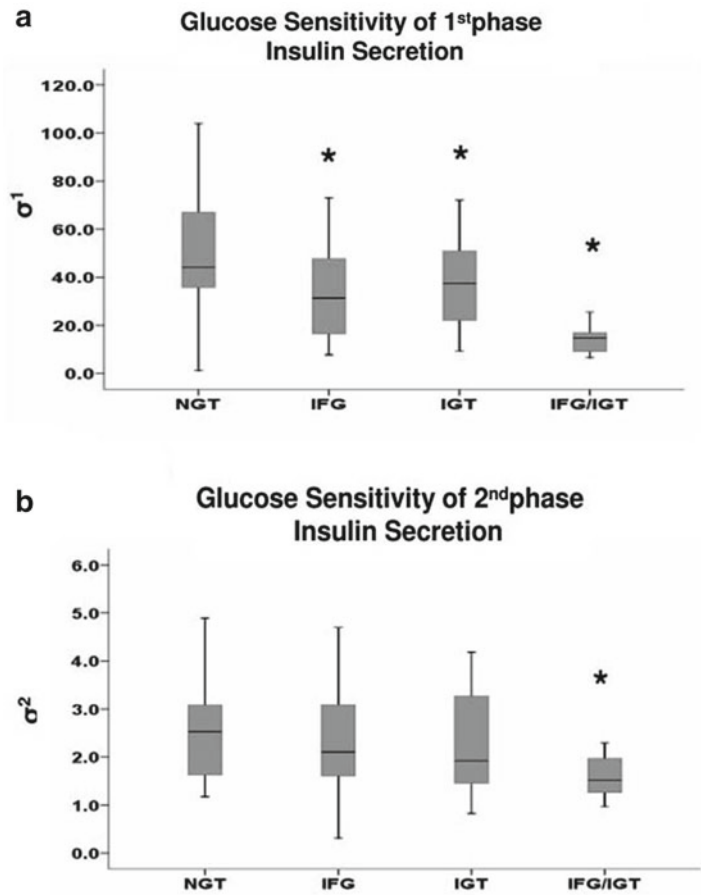 a
Glucose Sensitivity of 1stphase
Insulin Secretion
120.0
100.0
80.0
60.0
40.0
20.0
0.0
σ1
*
*
*
NGT IFG IGT IFG/IGT
b
Glucose Sensitivity of 2ndphase
Insulin Secretion
6.0
5.0
4.0
3.0
2.0
1.0
0.0
σ2
*
NGT IFG IGT IFG/IGT